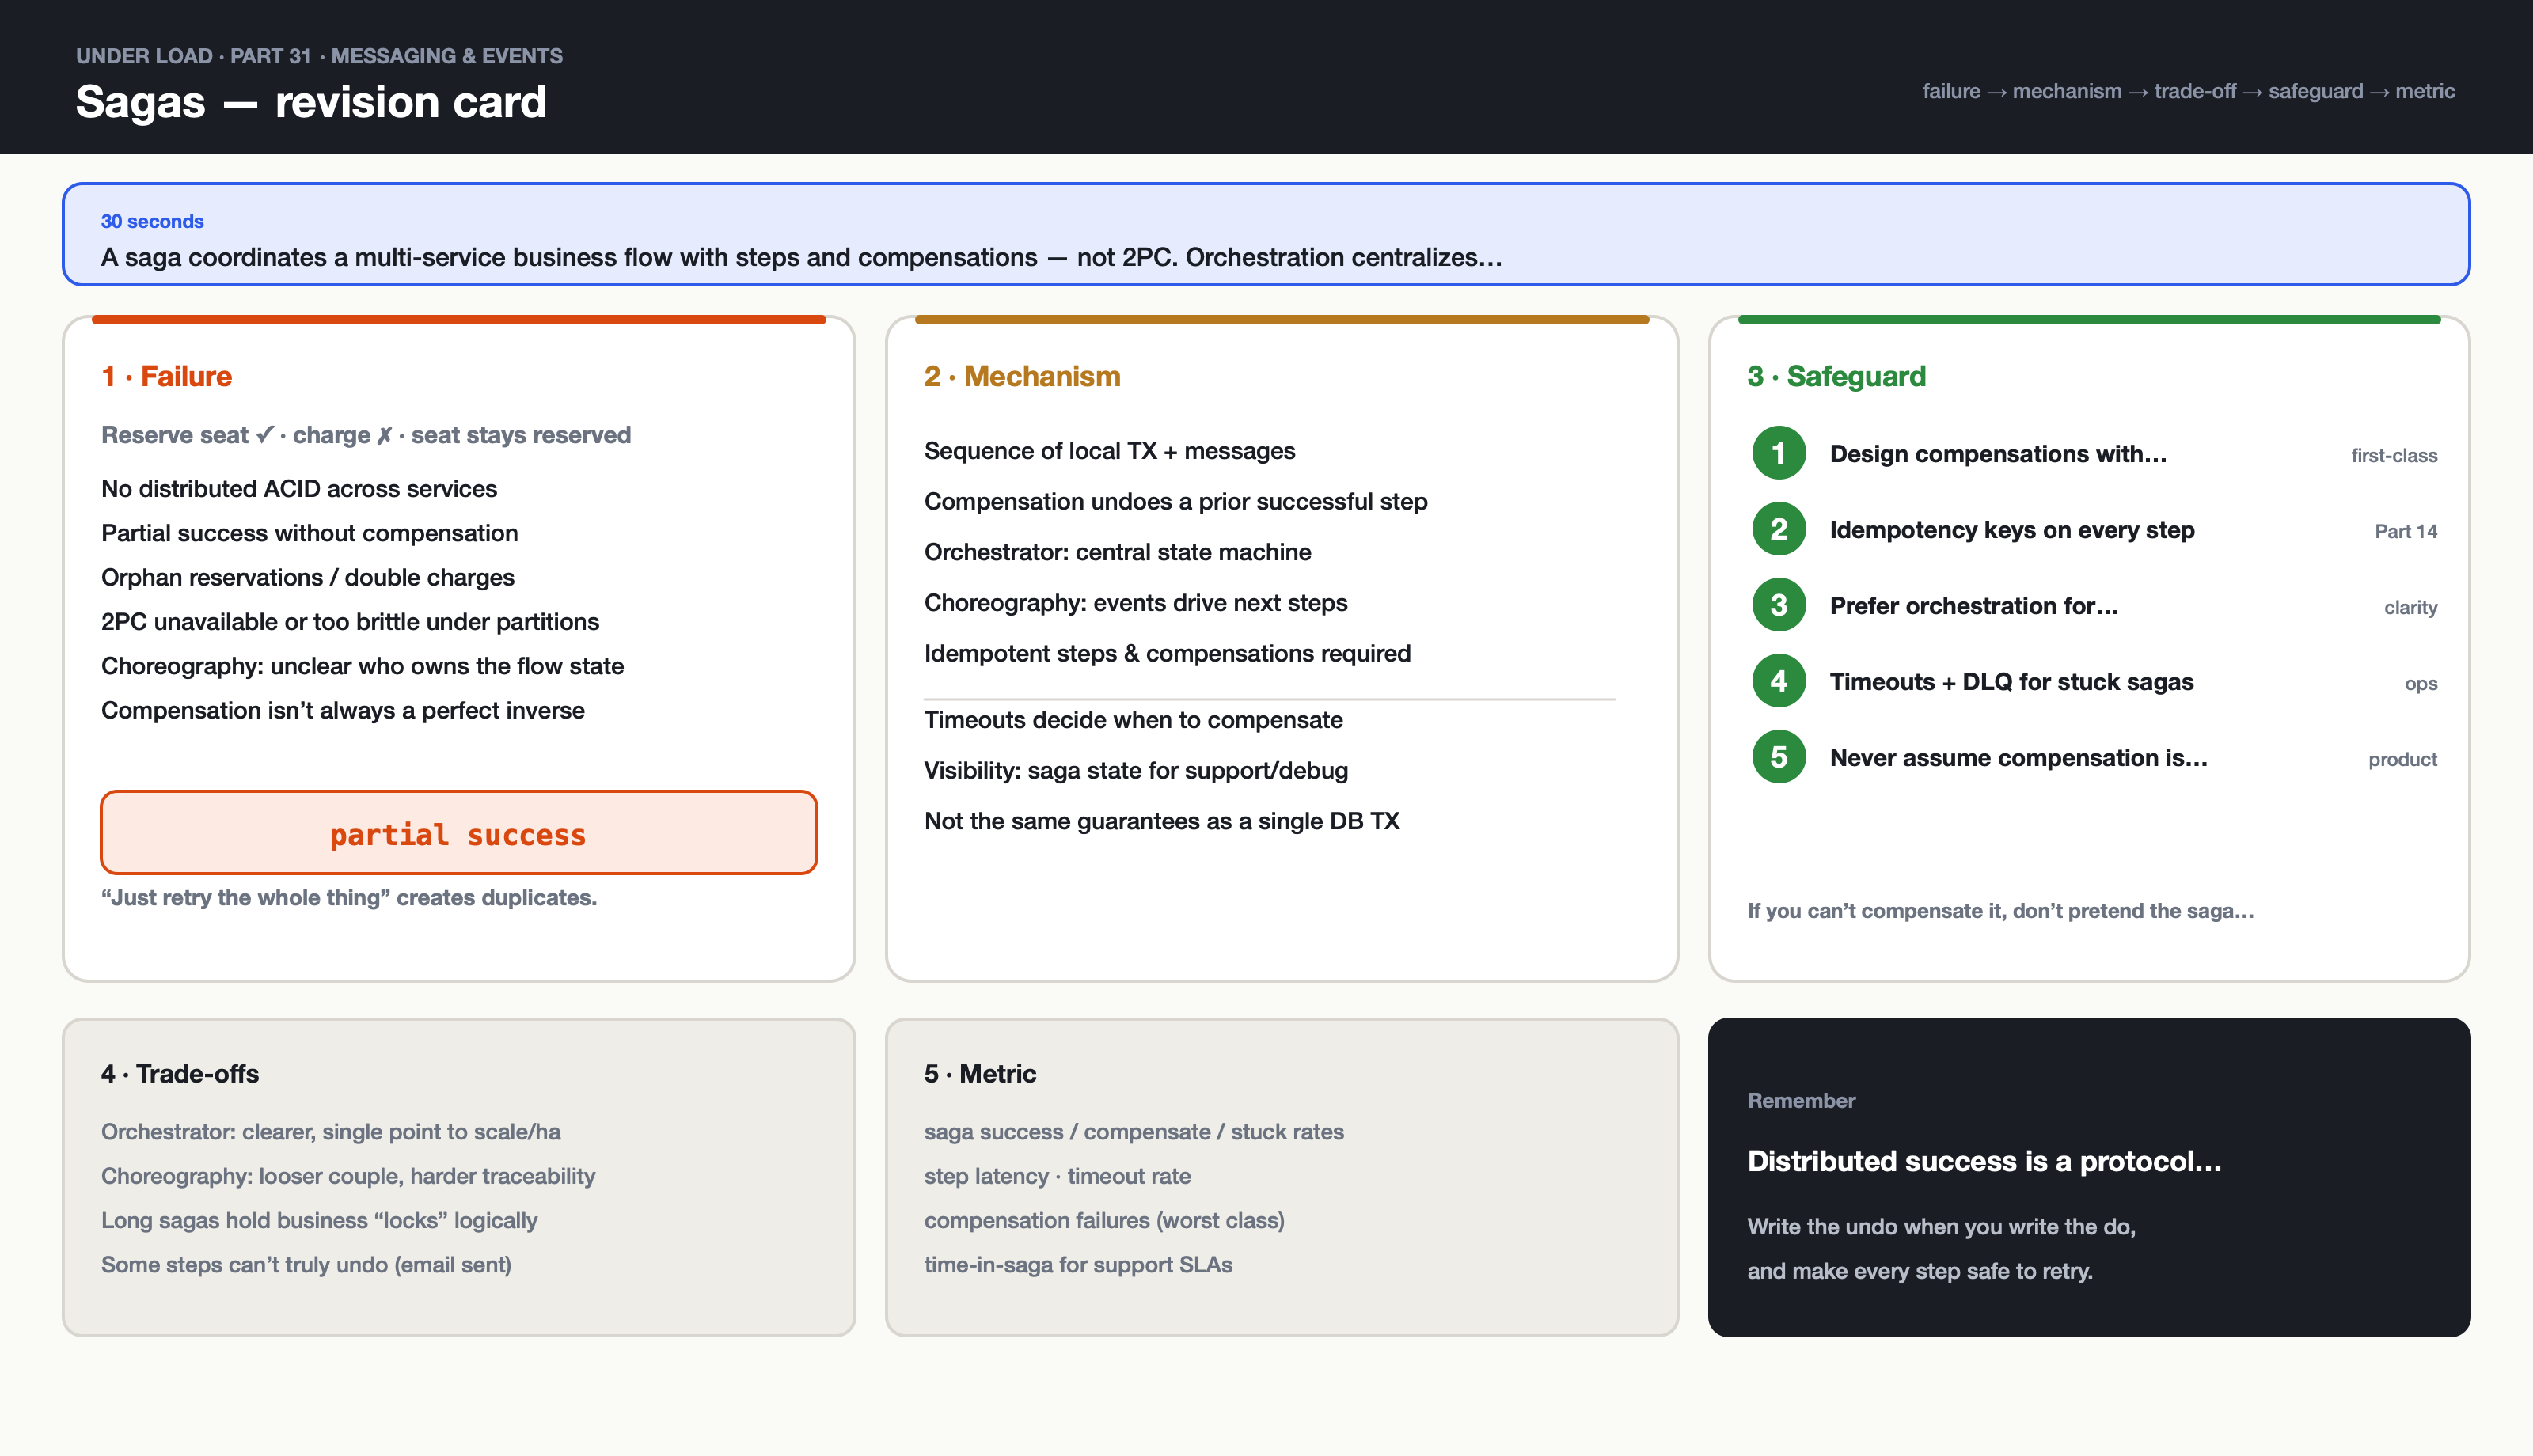 UNDER LOAD · PART 31 · MESSAGING & EVENTS
Sagas — revision card
failure → mechanism → trade-off → safeguard → metric
30 seconds
A saga coordinates a multi-service business flow with steps and compensations — not 2PC. Orchestration centralizes…
1 · Failure
Reserve seat ✓ · charge ✗ · seat stays reserved
No distributed ACID across services
Partial success without compensation
Orphan reservations / double charges
2PC unavailable or too brittle under partitions
Choreography: unclear who owns the flow state
Compensation isn’t always a perfect inverse
partial success
“Just retry the whole thing” creates duplicates.
2 · Mechanism
Sequence of local TX + messages
Compensation undoes a prior successful step
Orchestrator: central state machine
Choreography: events drive next steps
Idempotent steps & compensations required
Timeouts decide when to compensate
Visibility: saga state for support/debug
Not the same guarantees as a single DB TX
3 · Safeguard
1 Design compensations with… first-class
2 Idempotency keys on every step Part 14
3 Prefer orchestration for… clarity
4 Timeouts + DLQ for stuck sagas ops
5 Never assume compensation is… product
If you can’t compensate it, don’t pretend the saga…
4 · Trade-offs
Orchestrator: clearer, single point to scale/ha
Choreography: looser couple, harder traceability
Long sagas hold business “locks” logically
Some steps can’t truly undo (email sent)
5 · Metric
saga success / compensate / stuck rates
step latency · timeout rate
compensation failures (worst class)
time-in-saga for support SLAs
Remember
Distributed success is a protocol…
Write the undo when you write the do,
and make every step safe to retry.